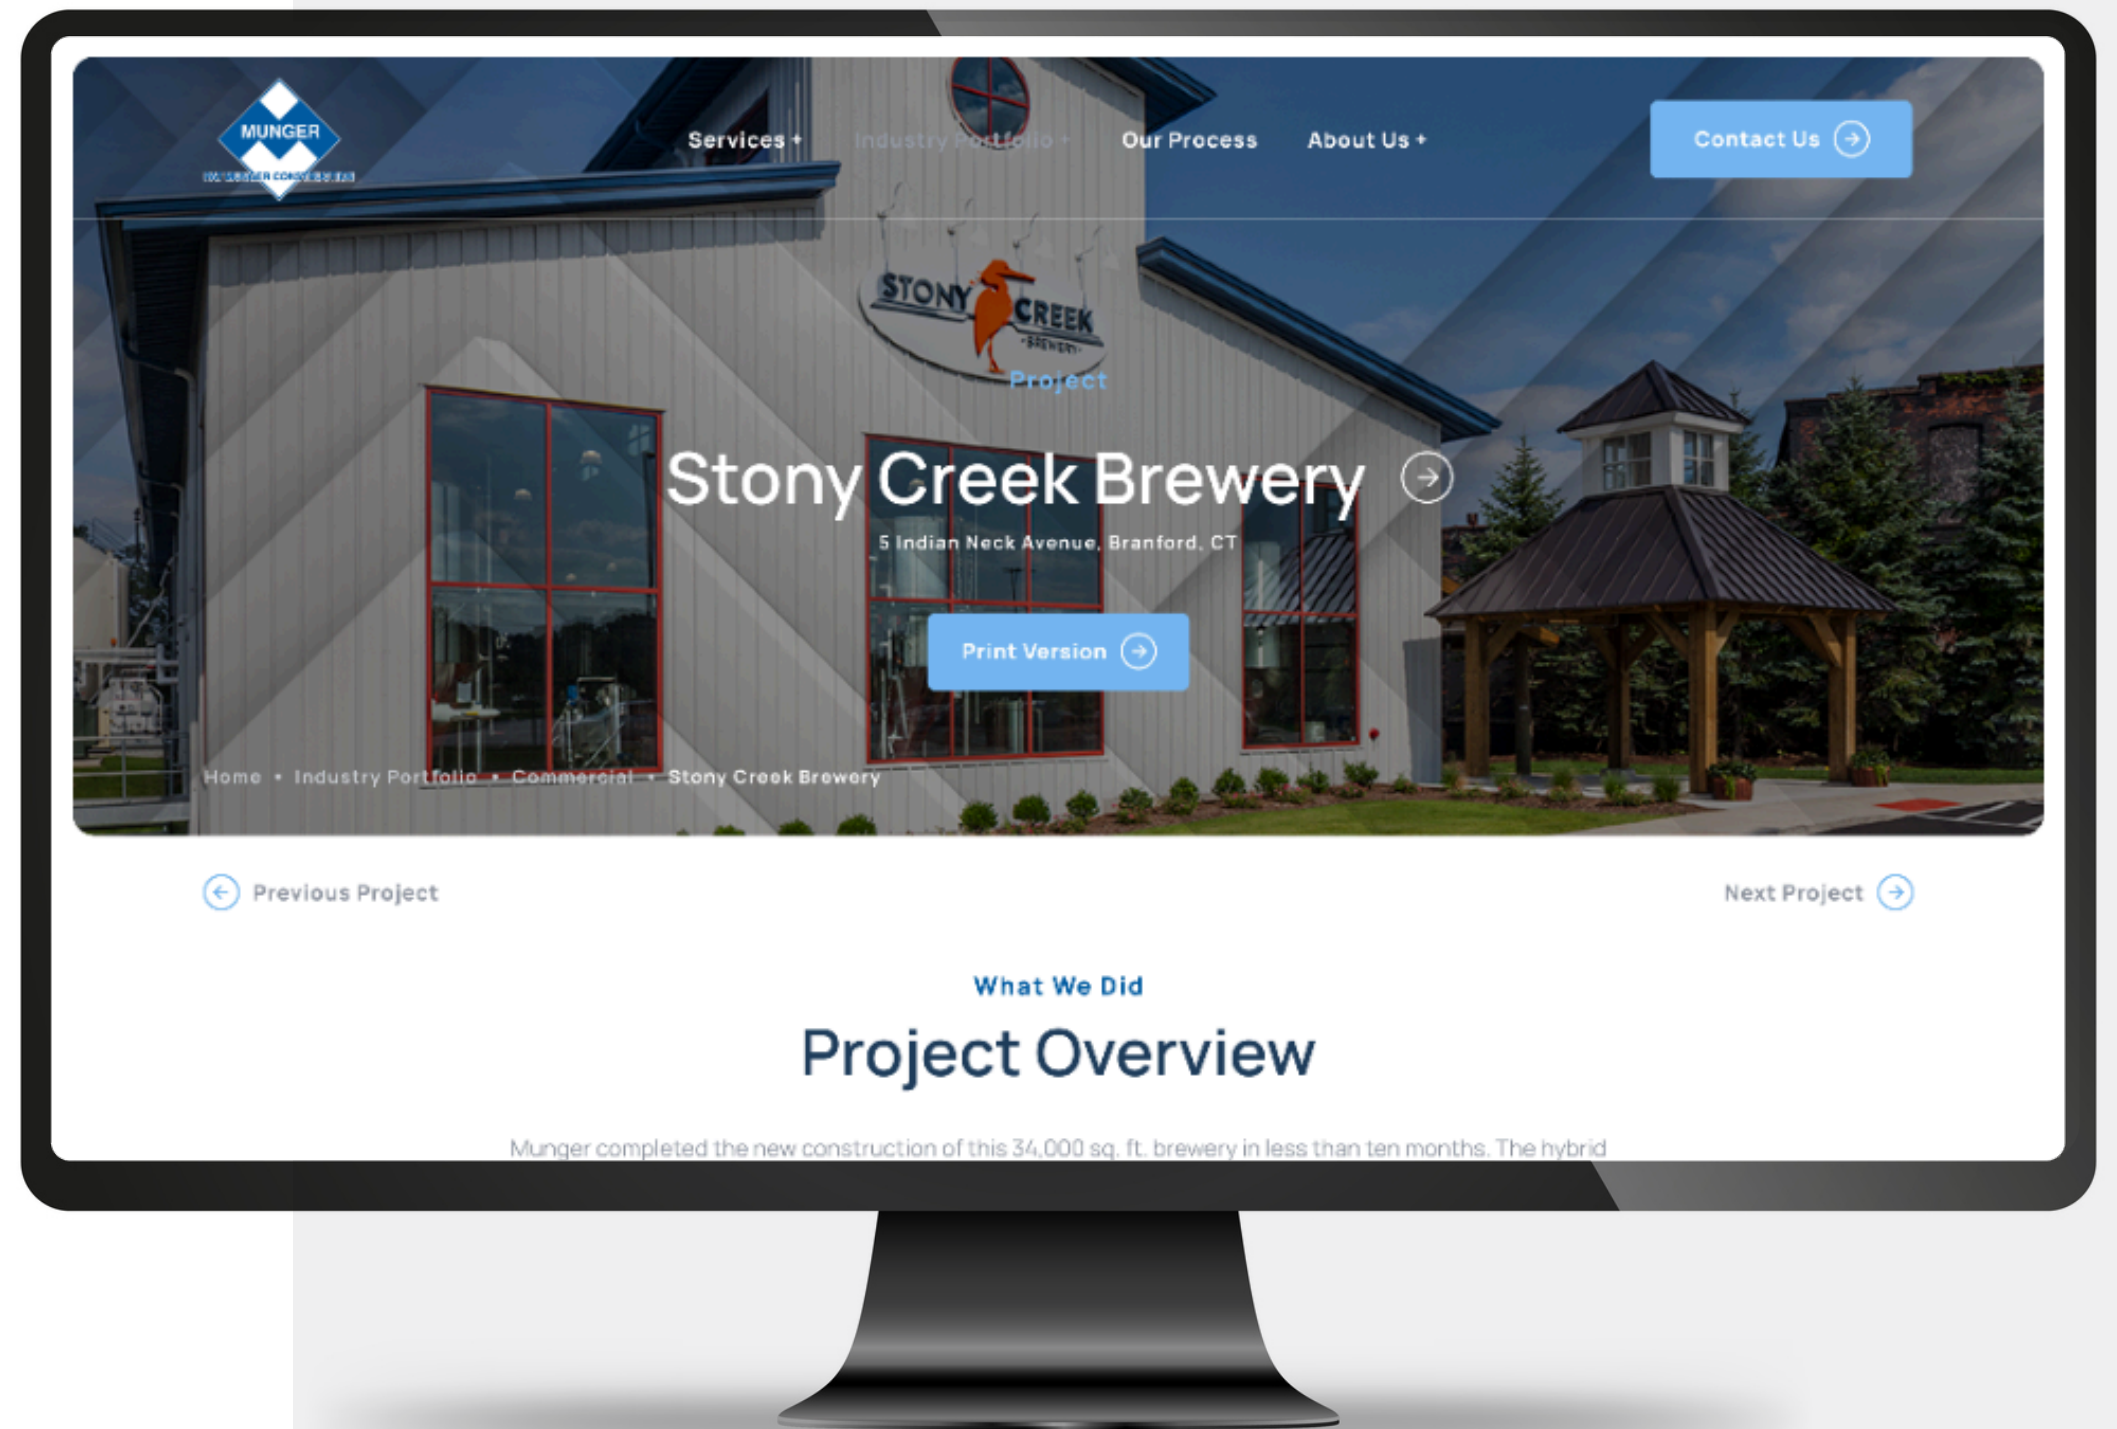 MUNGER
Services +
Industry Portfolio +
Our Process
About Us +
Contact Us
STONY CREEK
-BREWERY-
Project
Stony Creek Brewery
5 Indian Neck Avenue, Branford, CT
Print Version
Home • Industry Portfolio • Commercial • Stony Creek Brewery
Previous Project
Next Project
What We Did
Project Overview
Munger completed the new construction of this 34,000 sq. ft. brewery in less than ten months. The hybrid